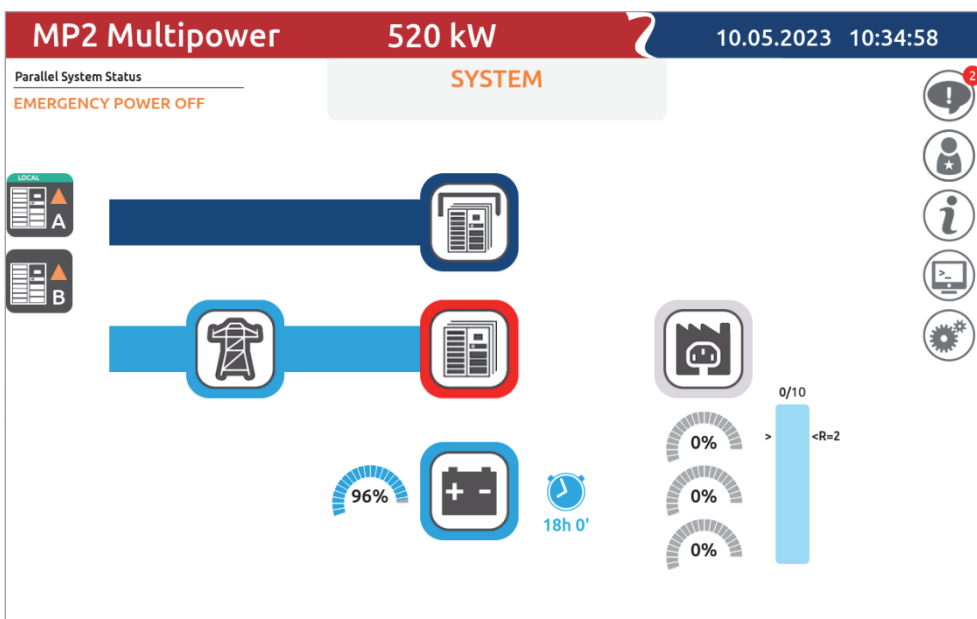 MP2 Multipower 520 kW 10.05.2023 10:34:58
Parallel System Status
SYSTEM
EMERGENCY POWER OFF
2
LOCAL
A
B
>_
0/10
> <R=2
0%
96%
18h 0'
0%
0%